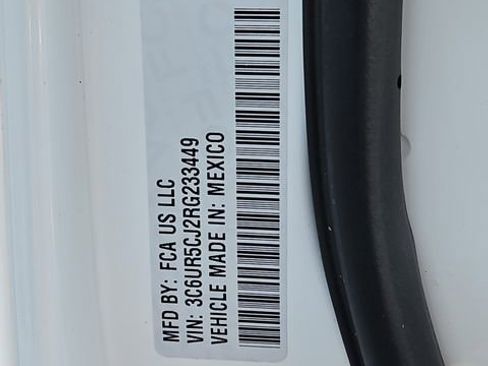 MFD BY: FCA US LLC
VIN: 3C6UR5CJ2RG233449
VEHICLE MADE IN: MEXICO